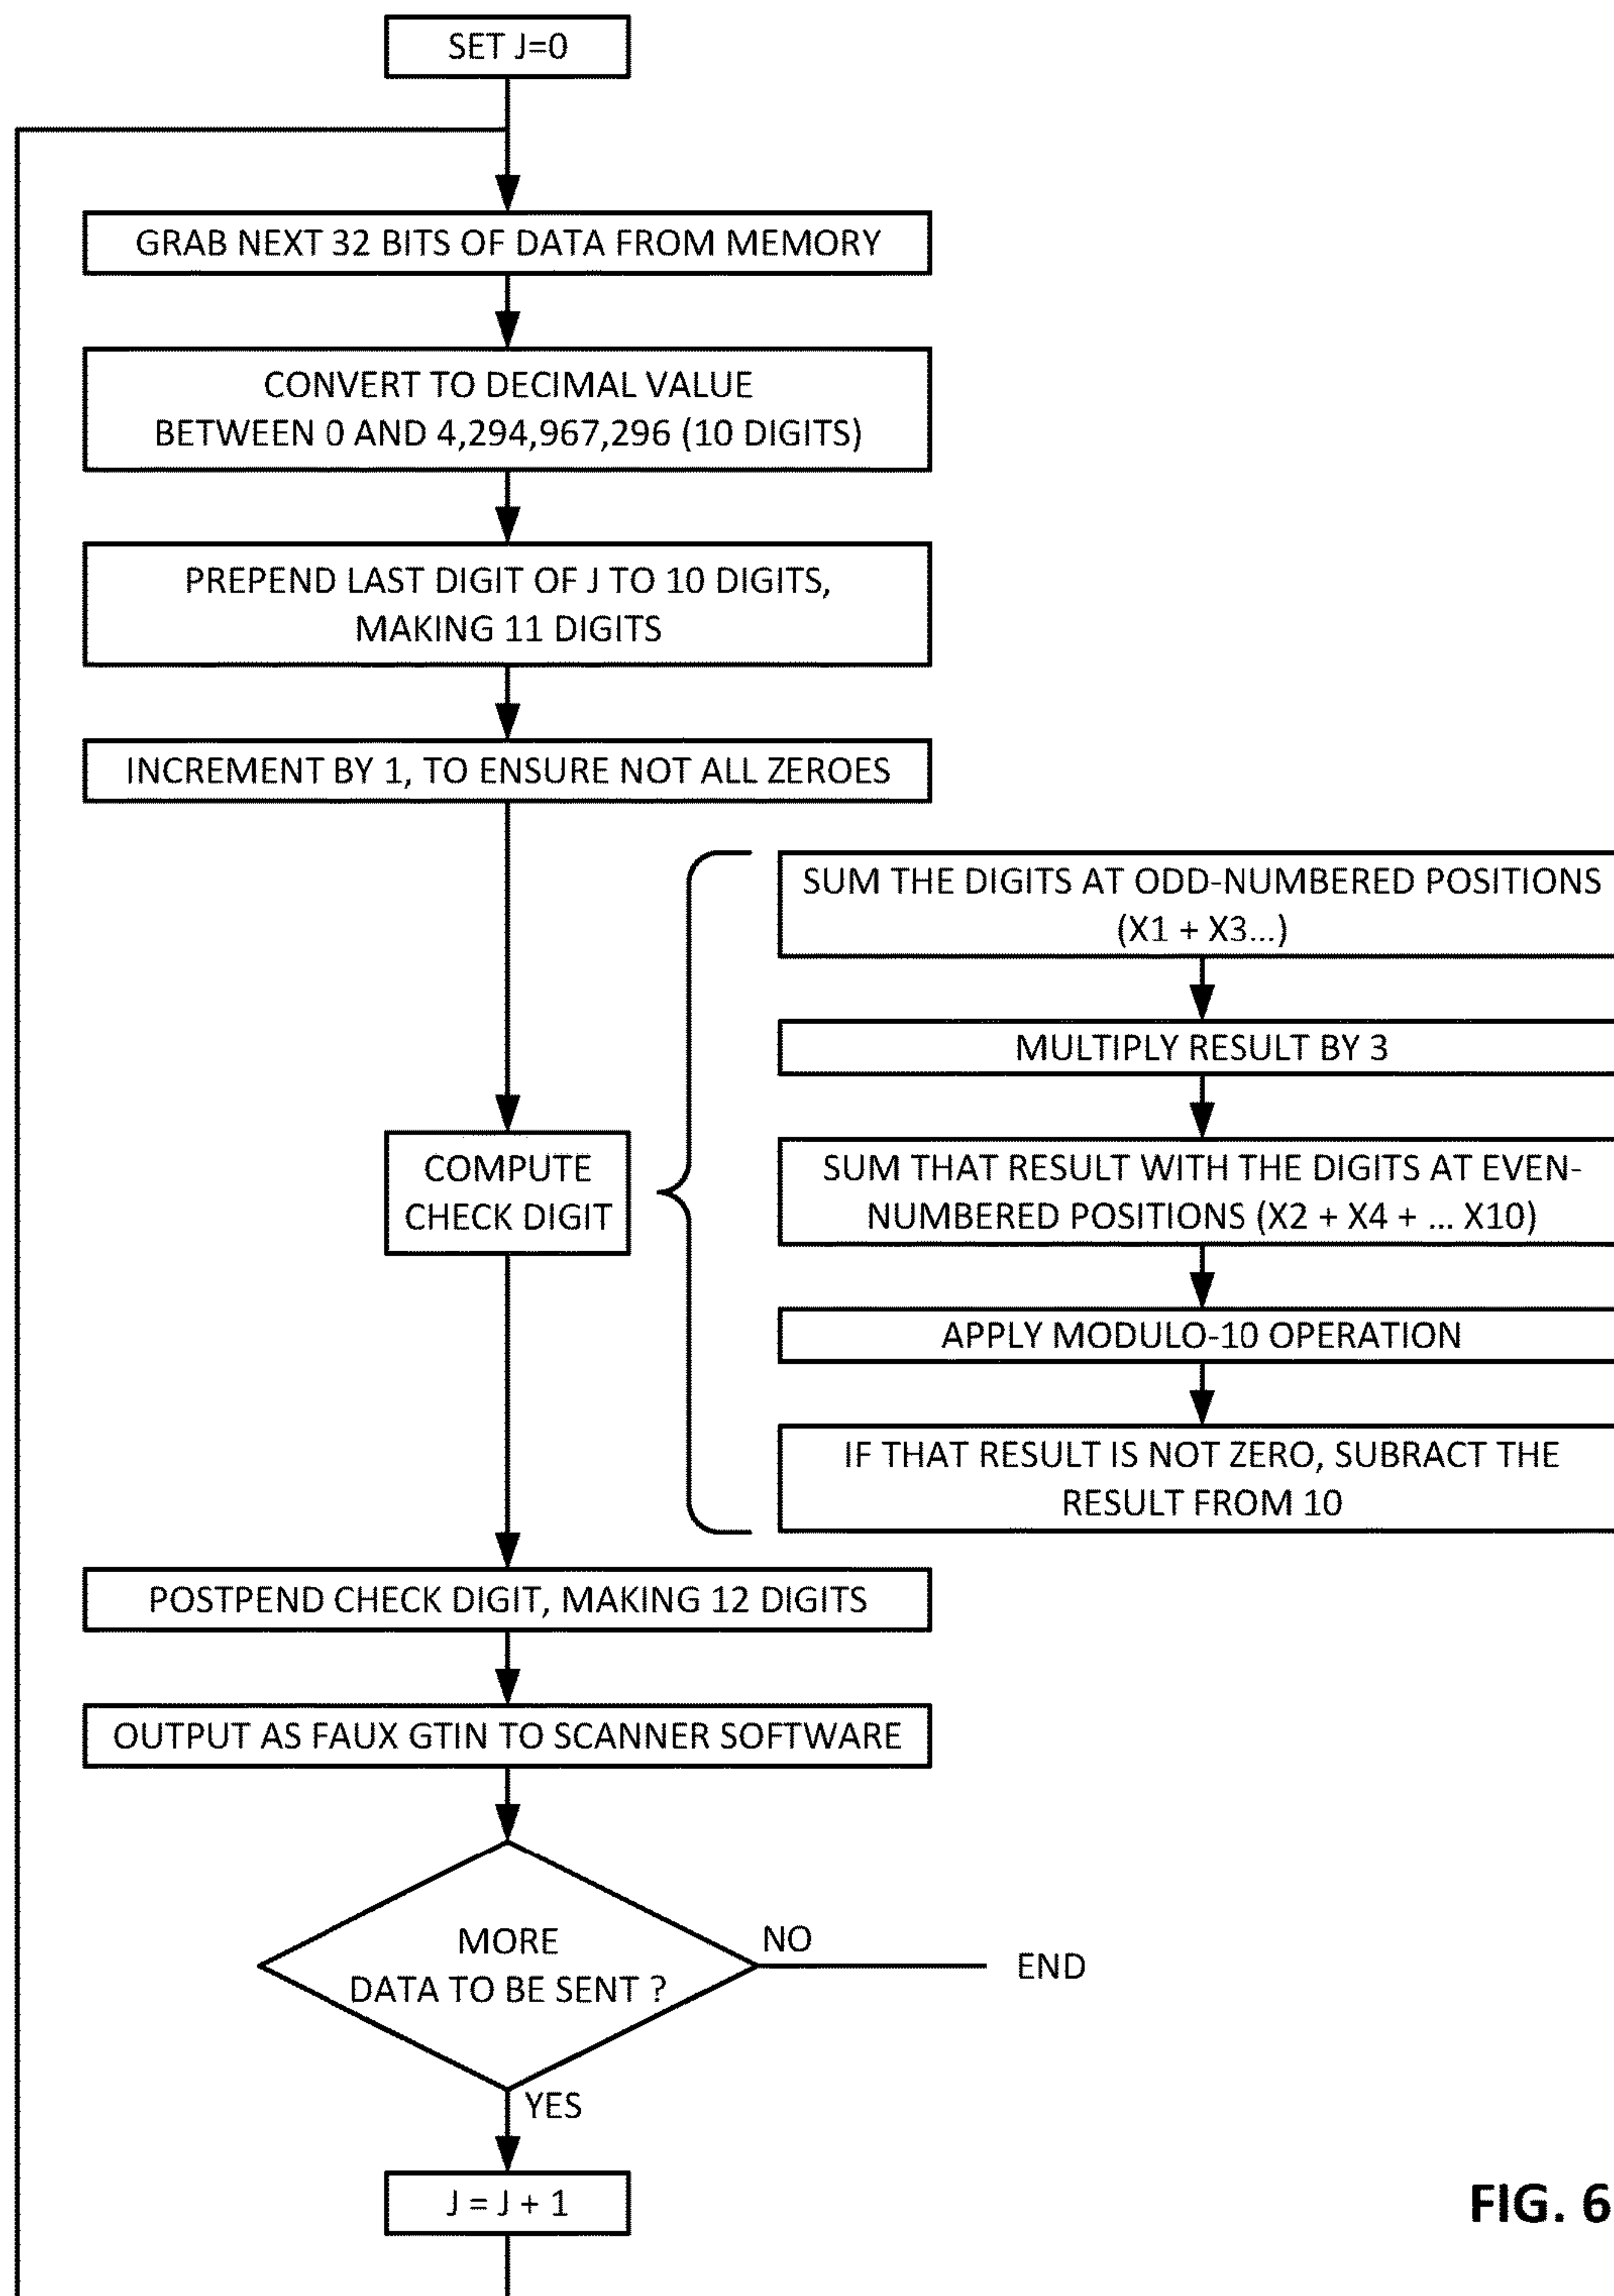 SET J=0
GRAB NEXT 32 BITS OF DATA FROM MEMORY
CONVERT TO DECIMAL VALUE
BETWEEN 0 AND 4,294,967,296 (10 DIGITS)
PREPEND LAST DIGIT OF J TO 10 DIGITS,
MAKING 11 DIGITS
INCREMENT BY 1, TO ENSURE NOT ALL ZEROES
COMPUTE
CHECK DIGIT
SUM THE DIGITS AT ODD-NUMBERED POSITIONS
(X1 + X3...)
MULTIPLY RESULT BY 3
SUM THAT RESULT WITH THE DIGITS AT EVEN-
NUMBERED POSITIONS (X2 + X4 + ... X10)
APPLY MODULO-10 OPERATION
IF THAT RESULT IS NOT ZERO, SUBRACT THE
RESULT FROM 10
POSTPEND CHECK DIGIT, MAKING 12 DIGITS
OUTPUT AS FAUX GTIN TO SCANNER SOFTWARE
MORE
DATA TO BE SENT ?
NO
END
YES
J = J + 1
FIG. 6